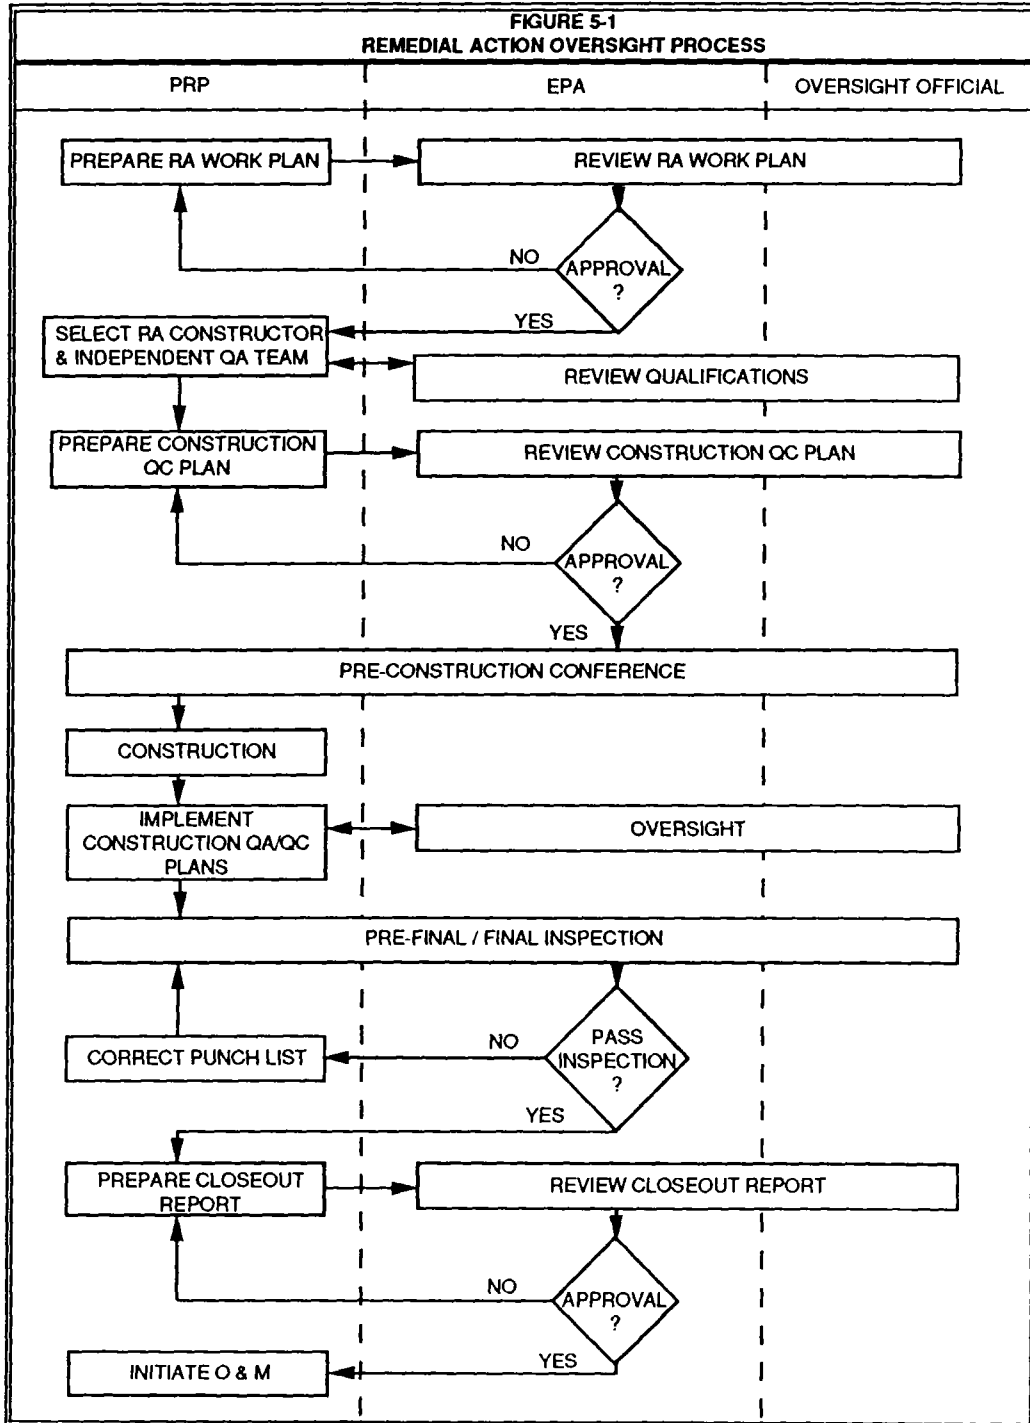 FIGURE 5-1
REMEDIAL ACTION OVERSIGHT PROCESS
PRP
EPA
OVERSIGHT OFFICIAL
PREPARE RA WORK PLAN
REVIEW RA WORK PLAN
APPROVAL
?
NO
YES
SELECT RA CONSTRUCTOR
& INDEPENDENT QA TEAM
REVIEW QUALIFICATIONS
PREPARE CONSTRUCTION
QC PLAN
REVIEW CONSTRUCTION QC PLAN
APPROVAL
?
NO
YES
PRE-CONSTRUCTION CONFERENCE
CONSTRUCTION
IMPLEMENT
CONSTRUCTION QA/QC
PLANS
OVERSIGHT
PRE-FINAL / FINAL INSPECTION
PASS
INSPECTION
?
NO
CORRECT PUNCH LIST
YES
PREPARE CLOSEOUT
REPORT
REVIEW CLOSEOUT REPORT
APPROVAL
?
NO
YES
INITIATE O & M